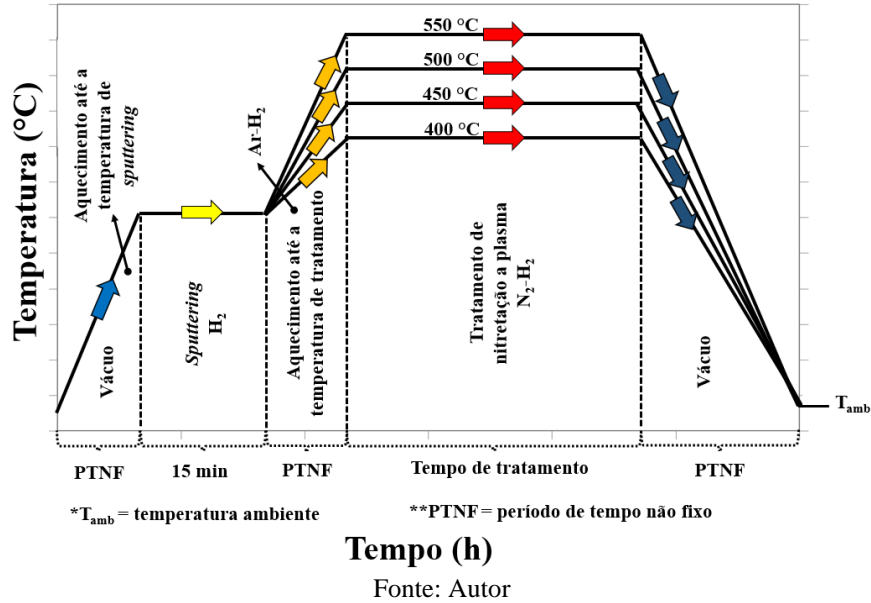 Temperatura (°C)
Aquecimento até a
temperatura de
sputtering
Vácuo
Sputtering
H₂
Ar-H₂
Aquecimento até a
temperatura de tratamento
550 °C
500 °C
450 °C
400 °C
Tratamento de
nitretação a plasma
N₂-H₂
Vácuo
Tamb
PTNF
15 min
PTNF
Tempo de tratamento
PTNF
*Tamb = temperatura ambiente
**PTNF = período de tempo não fixo
Tempo (h)
Fonte: Autor